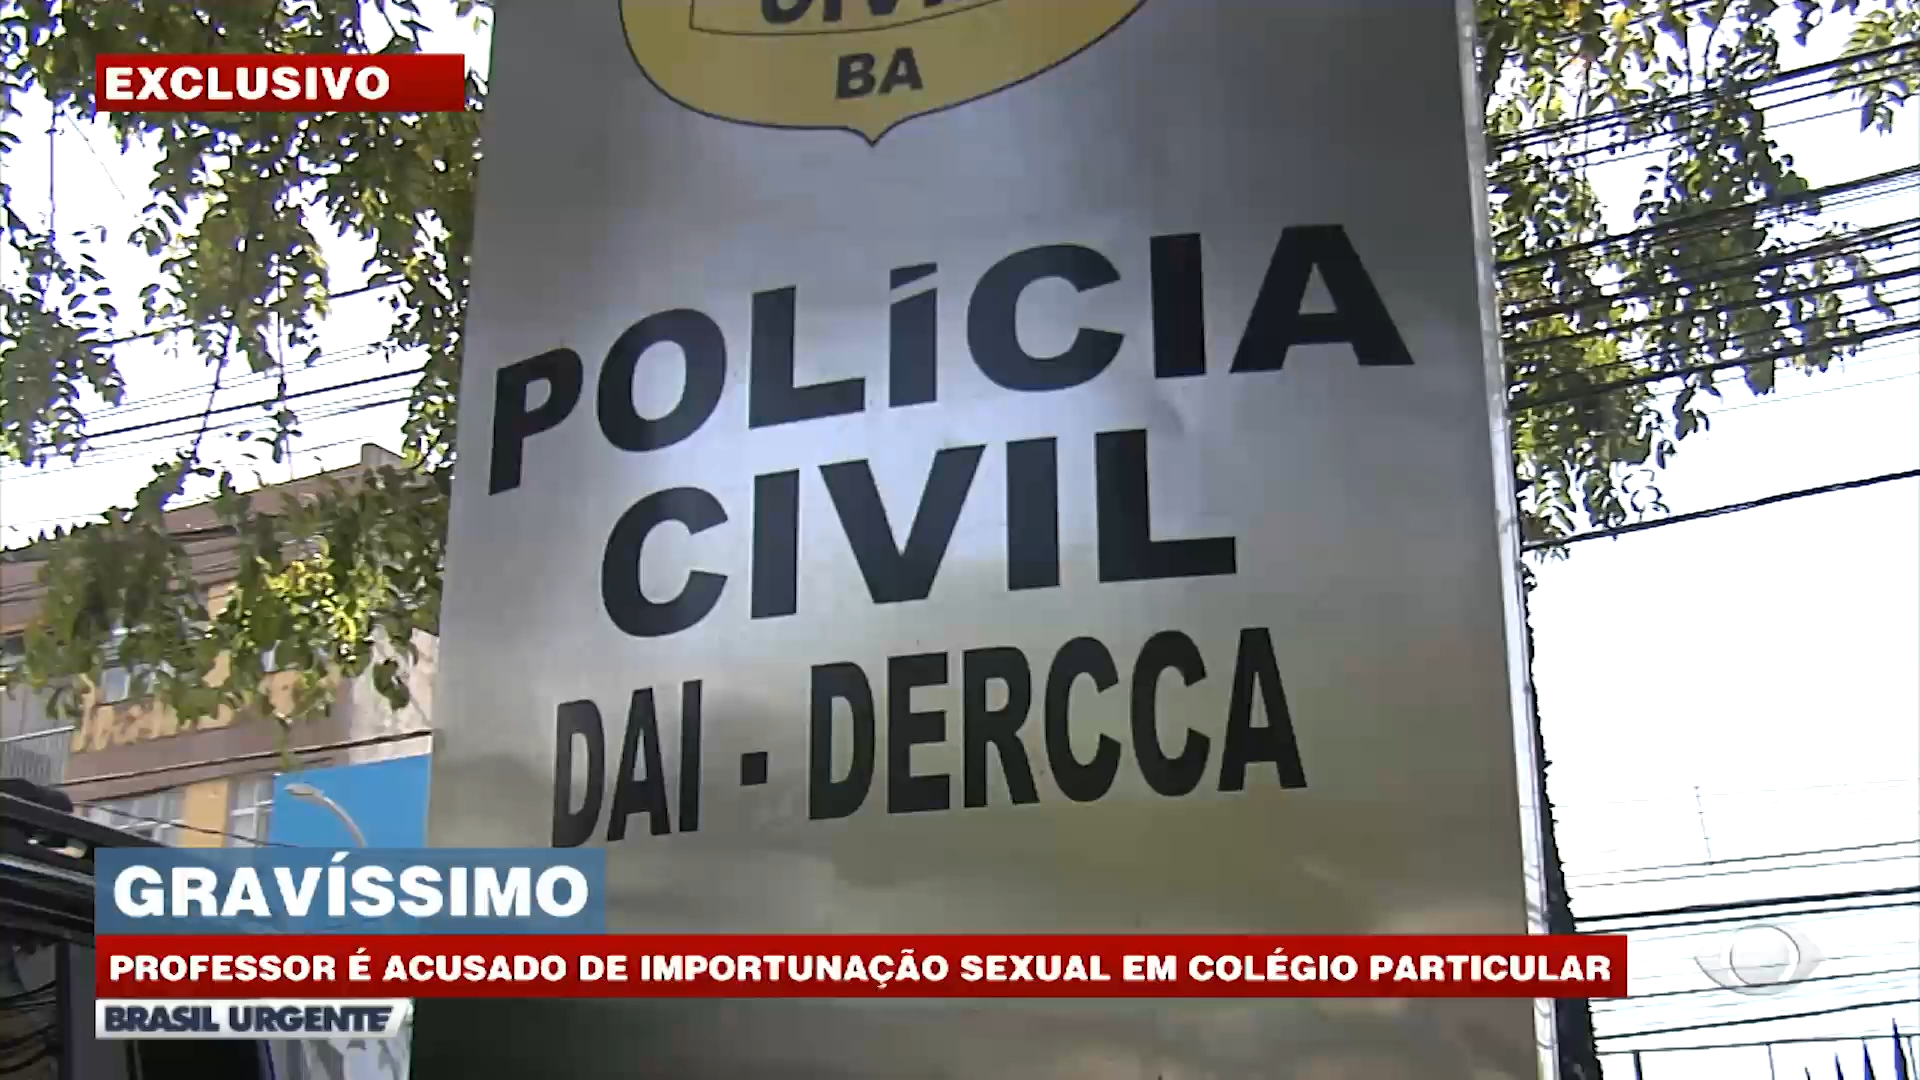 EXCLUSIVO
BA
POLÍCIA
CIVIL
DAI - DERCCA
GRAVÍSSIMO
PROFESSOR É ACUSADO DE IMPORTUNAÇÃO SEXUAL EM COLÉGIO PARTICULAR
BRASIL URGENTE